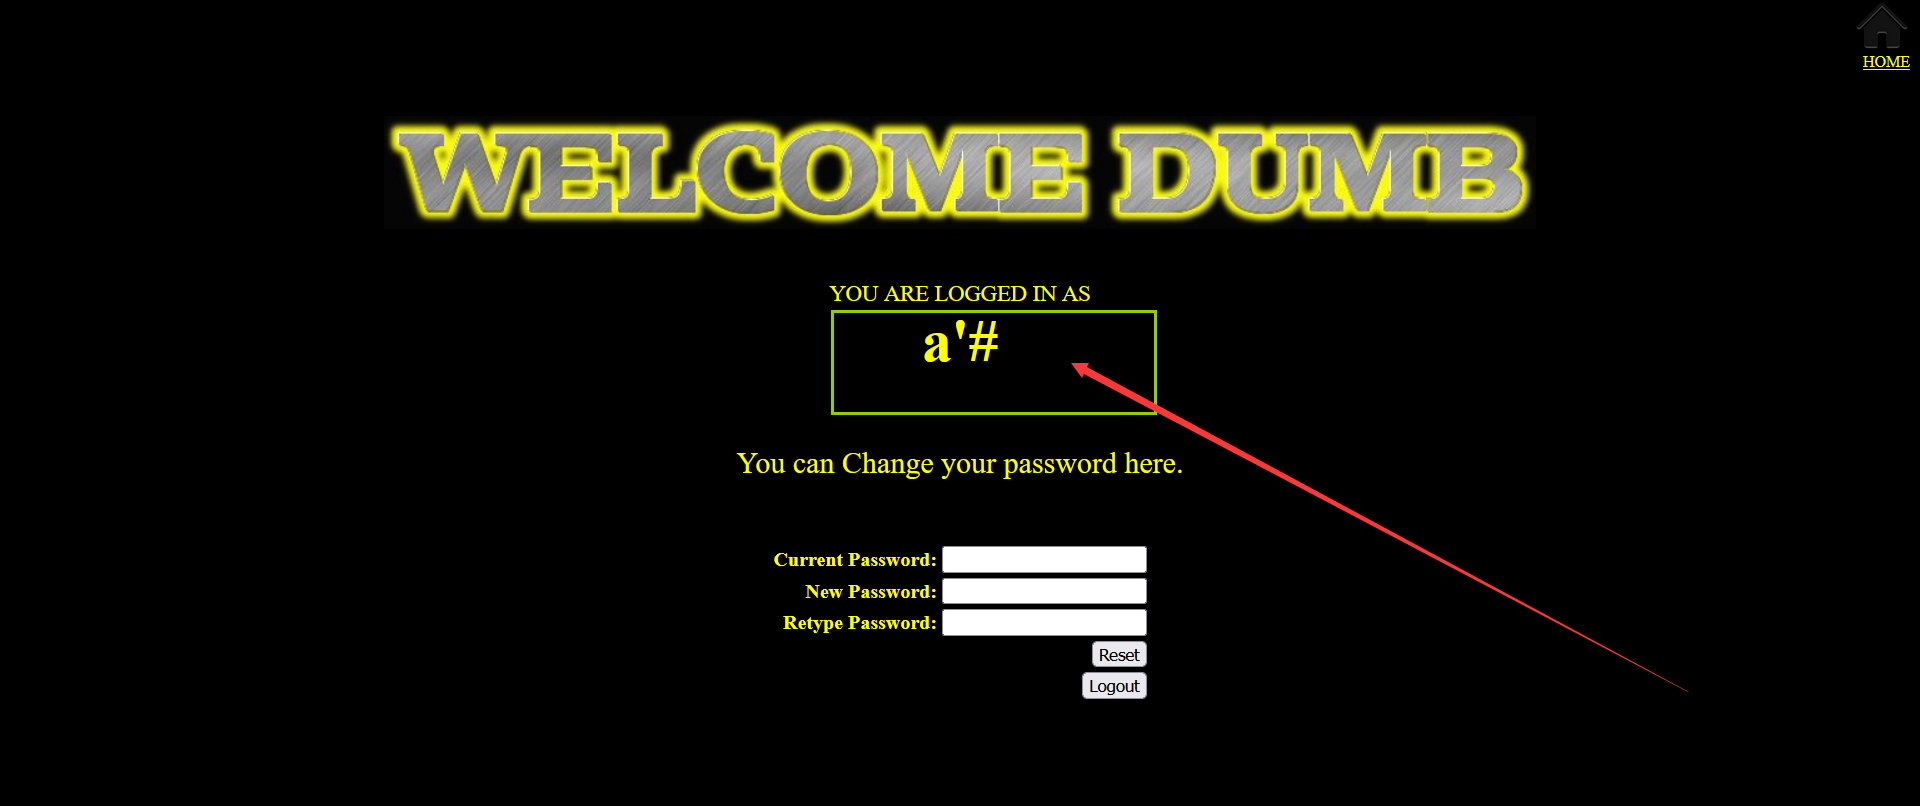 HOME
WELCOME DUMB
YOU ARE LOGGED IN AS
a'#
You can Change your password here.
Current Password:
New Password:
Retype Password:
Reset
Logout